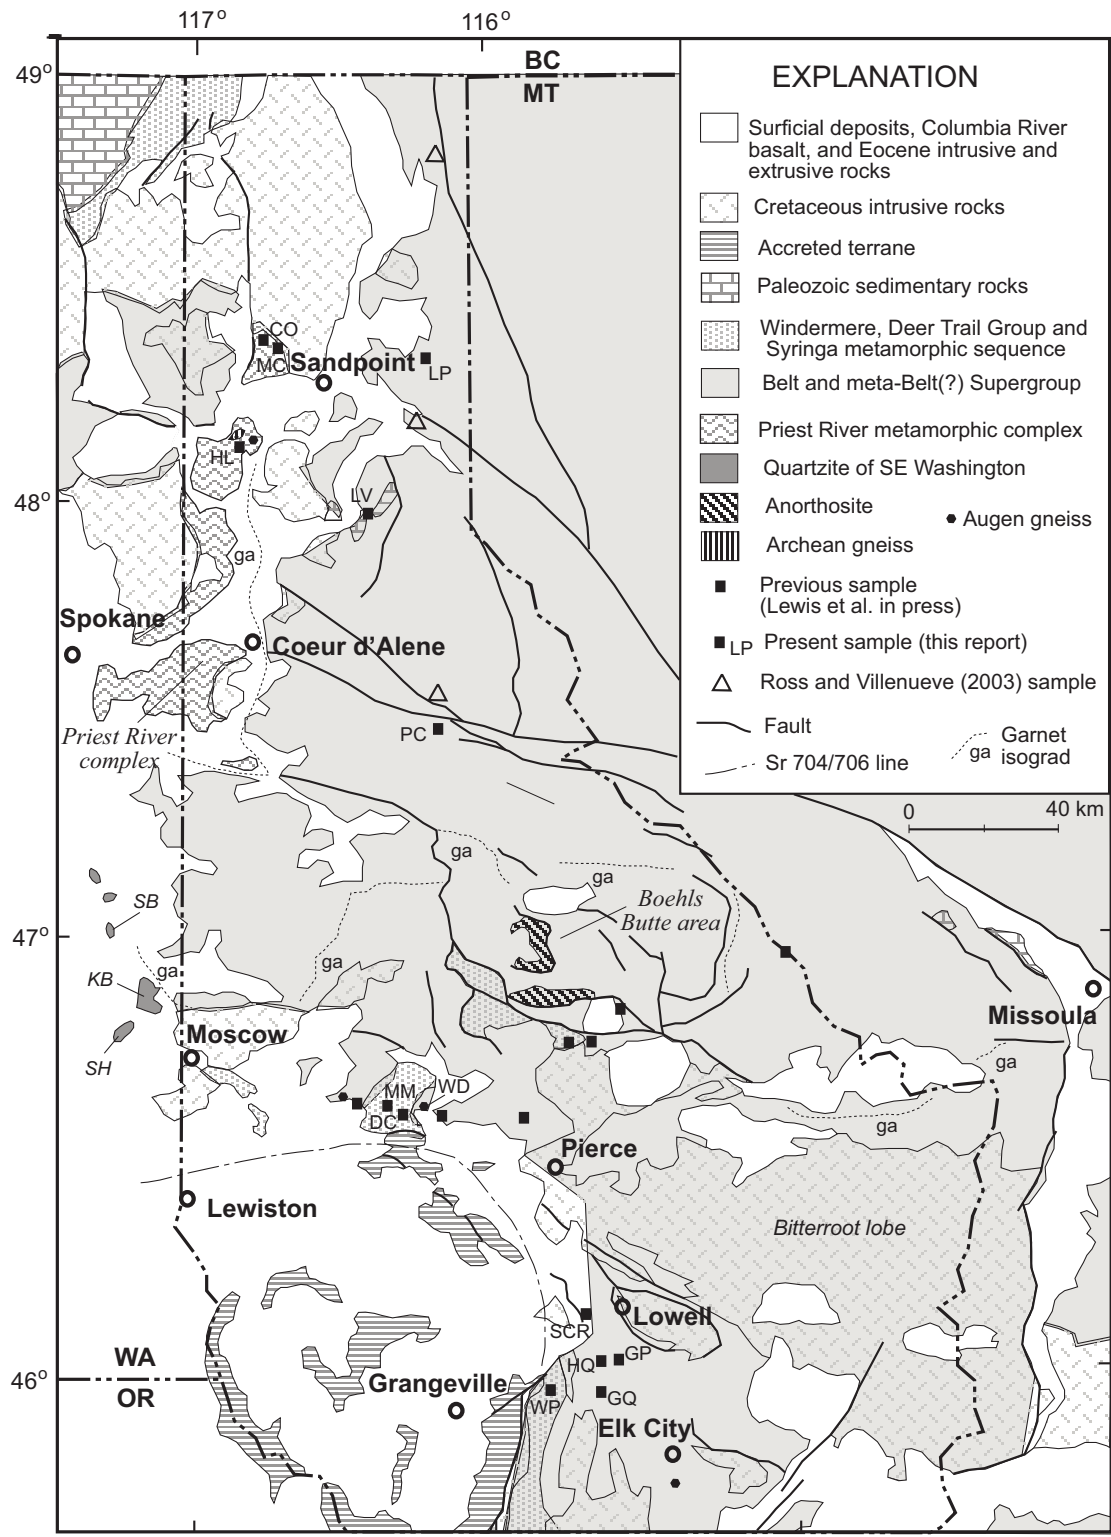 117° 116°
49°
BC
MT
EXPLANATION
Surficial deposits, Columbia River
basalt, and Eocene intrusive and
extrusive rocks
Cretaceous intrusive rocks
Accreted terrane
Paleozoic sedimentary rocks
Windermere, Deer Trail Group and
Syringa metamorphic sequence
Belt and meta-Belt(?) Supergroup
Priest River metamorphic complex
Quartzite of SE Washington
Anorthosite
Augen gneiss
Archean gneiss
Previous sample
(Lewis et al. in press)
LP Present sample (this report)
Ross and Villenueve (2003) sample
Fault
Sr 704/706 line
ga
Garnet
isograd
0 40 km
CO
MC
Sandpoint
LP
HL
48°
LV
ga
Spokane
Coeur d'Alene
Priest River
complex
PC
ga
ga
Boehls
Butte area
SB
47°
ga
ga
KB
SH
Moscow
Missoula
ga
MM
WD
DC
ga
Pierce
Lewiston
Bitterroot lobe
Lowell
SCR
HQ
GP
WA
OR
46°
Grangeville
WP
GQ
Elk City